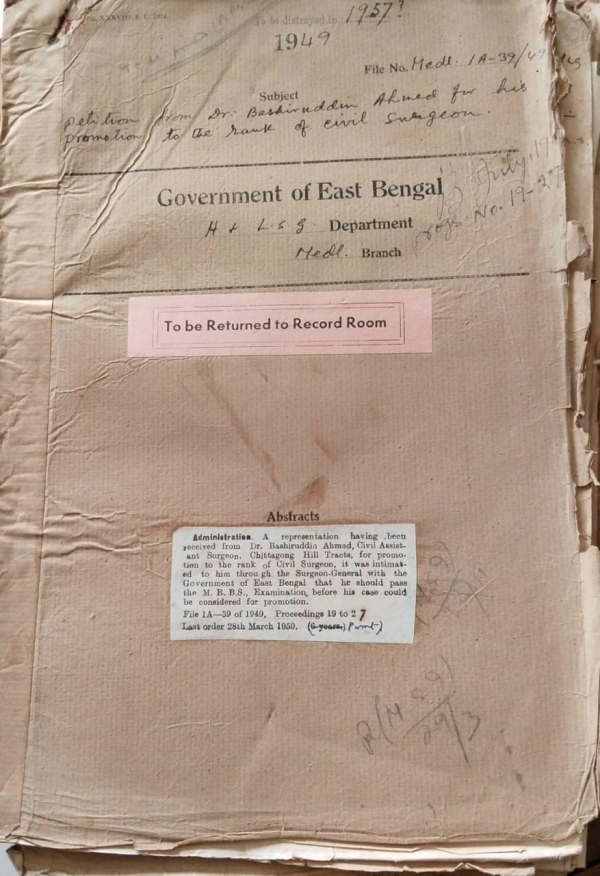 To be distroyed in 1957?
1949
File No. Medl. 1A-39/49
Subject
petition from Dr. Bashiruddin Ahmed for his
promotion to the rank of civil Surgeon.
Government of East Bengal
H & L. S. G Department
Medl. Branch
July
Progs. No. 19-27
To be Returned to Record Room
Absfracts
Administration. A representation having been
received from Dr. Bashiruddin Ahmad, Civil Assist-
ant Surgeon, Chittagong Hill Tracts, for promo-
tion to the rank of Civil Surgeon, it was intimat-
ed to him through the Surgeon-General with the
Government of East Bengal that he should pass
the M. B. B. S., Examination, before his case could
be considered for promotion.
File 1A—39 of 1949, Proceedings 19 to 27
Last order 28th March 1950. (6 years.) Pmt)